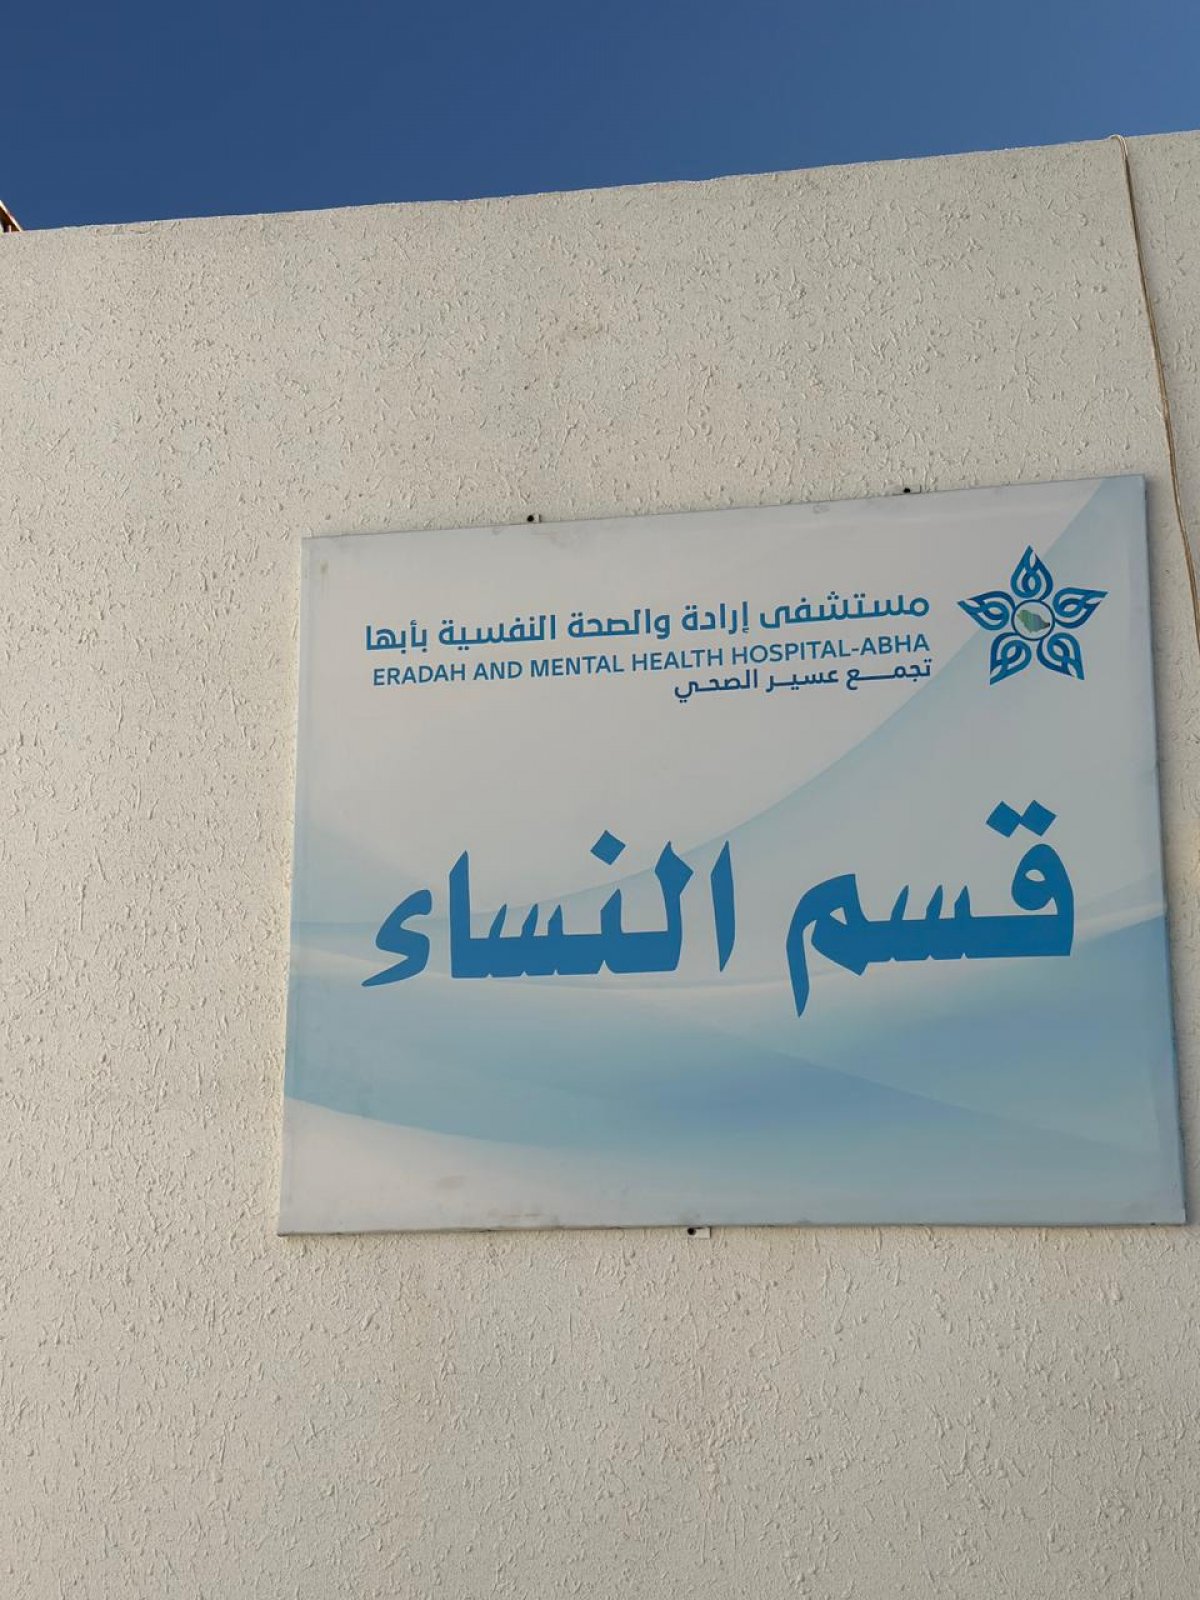 مستشفى إرادة والصحة النفسية بأبها
ERADAH AND MENTAL HEALTH HOSPITAL-ABHA
تجمع عسير الصحي
قسم النساء